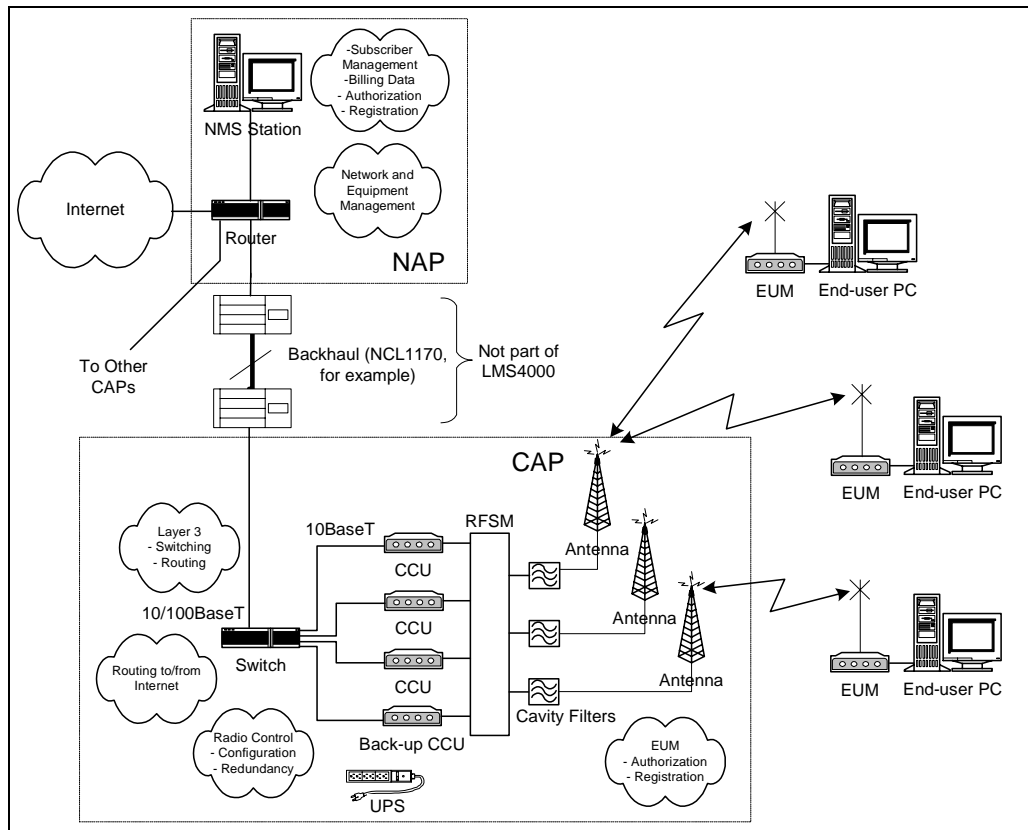 -Subscriber
Management
-Billing Data
- Authorization
- Registration
NMS Station
Network and
Equipment
Management
Internet
Router
NAP
EUM
End-user PC
To Other
CAPs
Backhaul (NCL1170,
for example)
Not part of
LMS4000
CAP
EUM
End-user PC
Layer 3
- Switching
- Routing
10BaseT
RFSM
CCU
Antenna
10/100BaseT
CCU
Antenna
Switch
Routing to/from
Internet
CCU
Antenna
EUM
End-user PC
Cavity Filters
Radio Control
- Configuration
- Redundancy
Back-up CCU
EUM
- Authorization
- Registration
UPS